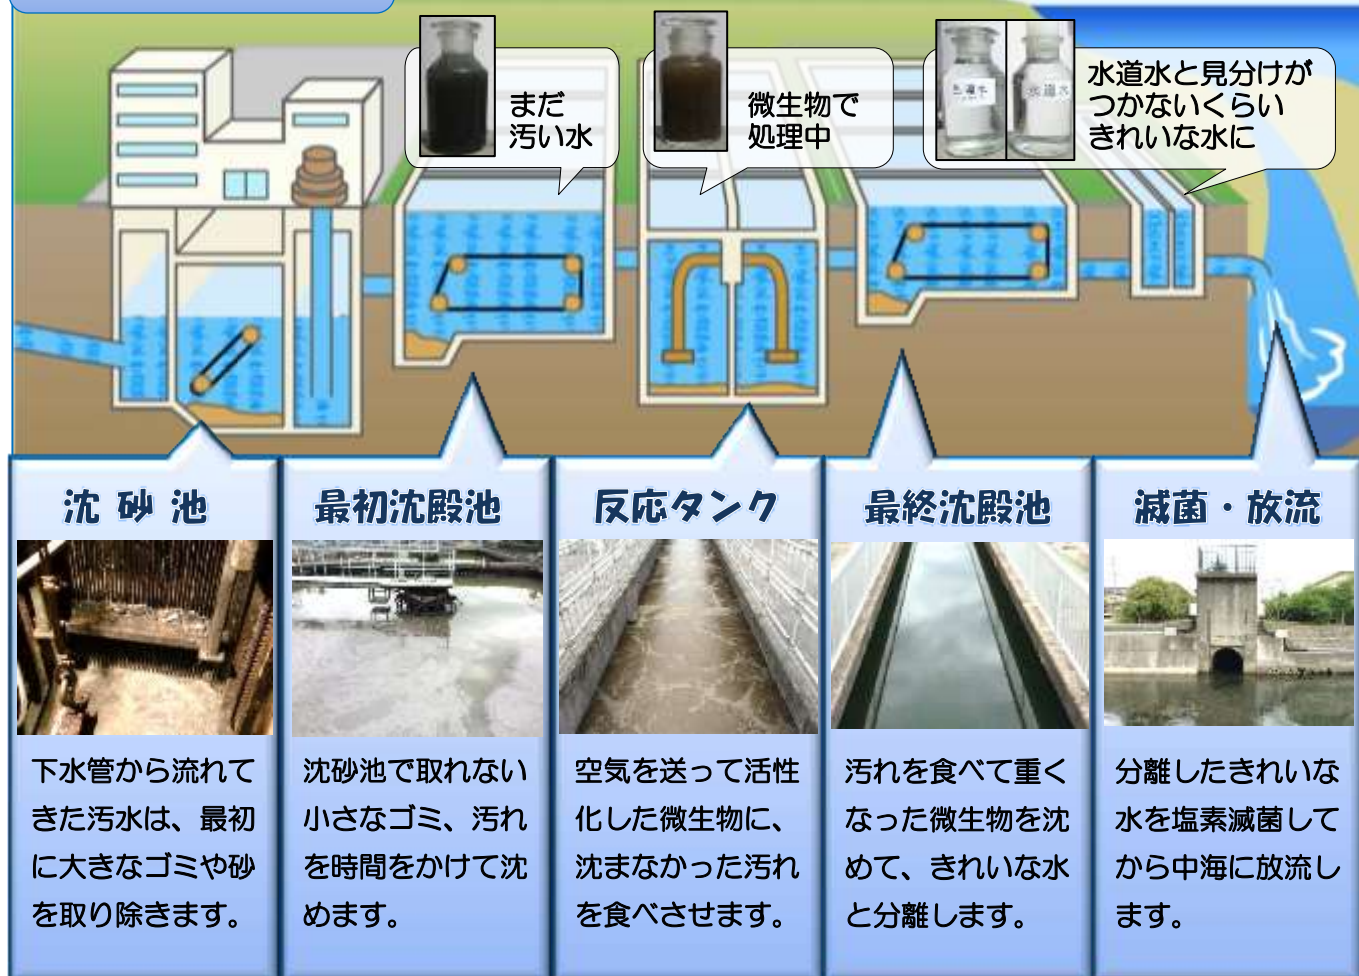 まだ
汚い水
微生物で
処理中
水道水
水道水と見分けが
つかないくらい
きれいな水に
沈砂池
下水管から流れて
きた汚水は、最初
に大きなゴミや砂
を取り除きます。
最初沈殿池
沈砂池で取れない
小さなゴミ、汚れ
を時間をかけて沈
めます。
反応タンク
空気を送って活性
化した微生物に、
沈まなかった汚れ
を食べさせます。
最終沈殿池
汚れを食べて重く
なった微生物を沈
めて、きれいな水
と分離します。
滅菌・放流
分離したきれいな
水を塩素滅菌して
から中海に放流し
ます。